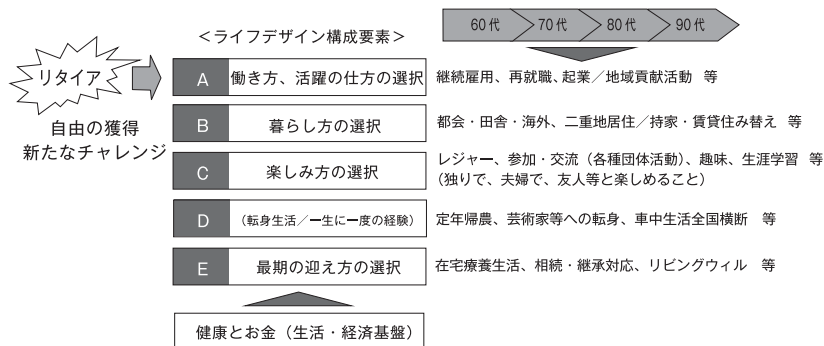 60代 70代 80代 90代
＜ライフデザイン構成要素＞
リタイア
自由の獲得
新たなチャレンジ
A 働き方、活躍の仕方の選択 継続雇用、再就職、起業／地域貢献活動 等
B 暮らし方の選択 都会・田舎・海外、二重地居住／持家・賃貸住み替え 等
C 楽しみ方の選択 レジャー、参加・交流（各種団体活動）、趣味、生涯学習 等
（独りで、夫婦で、友人等と楽しめること）
D （転身生活／一生に一度の経験） 定年帰農、芸術家等への転身、車中生活全国横断 等
E 最期の迎え方の選択 在宅療養生活、相続・継承対応、リビングウィル 等
健康とお金（生活・経済基盤）